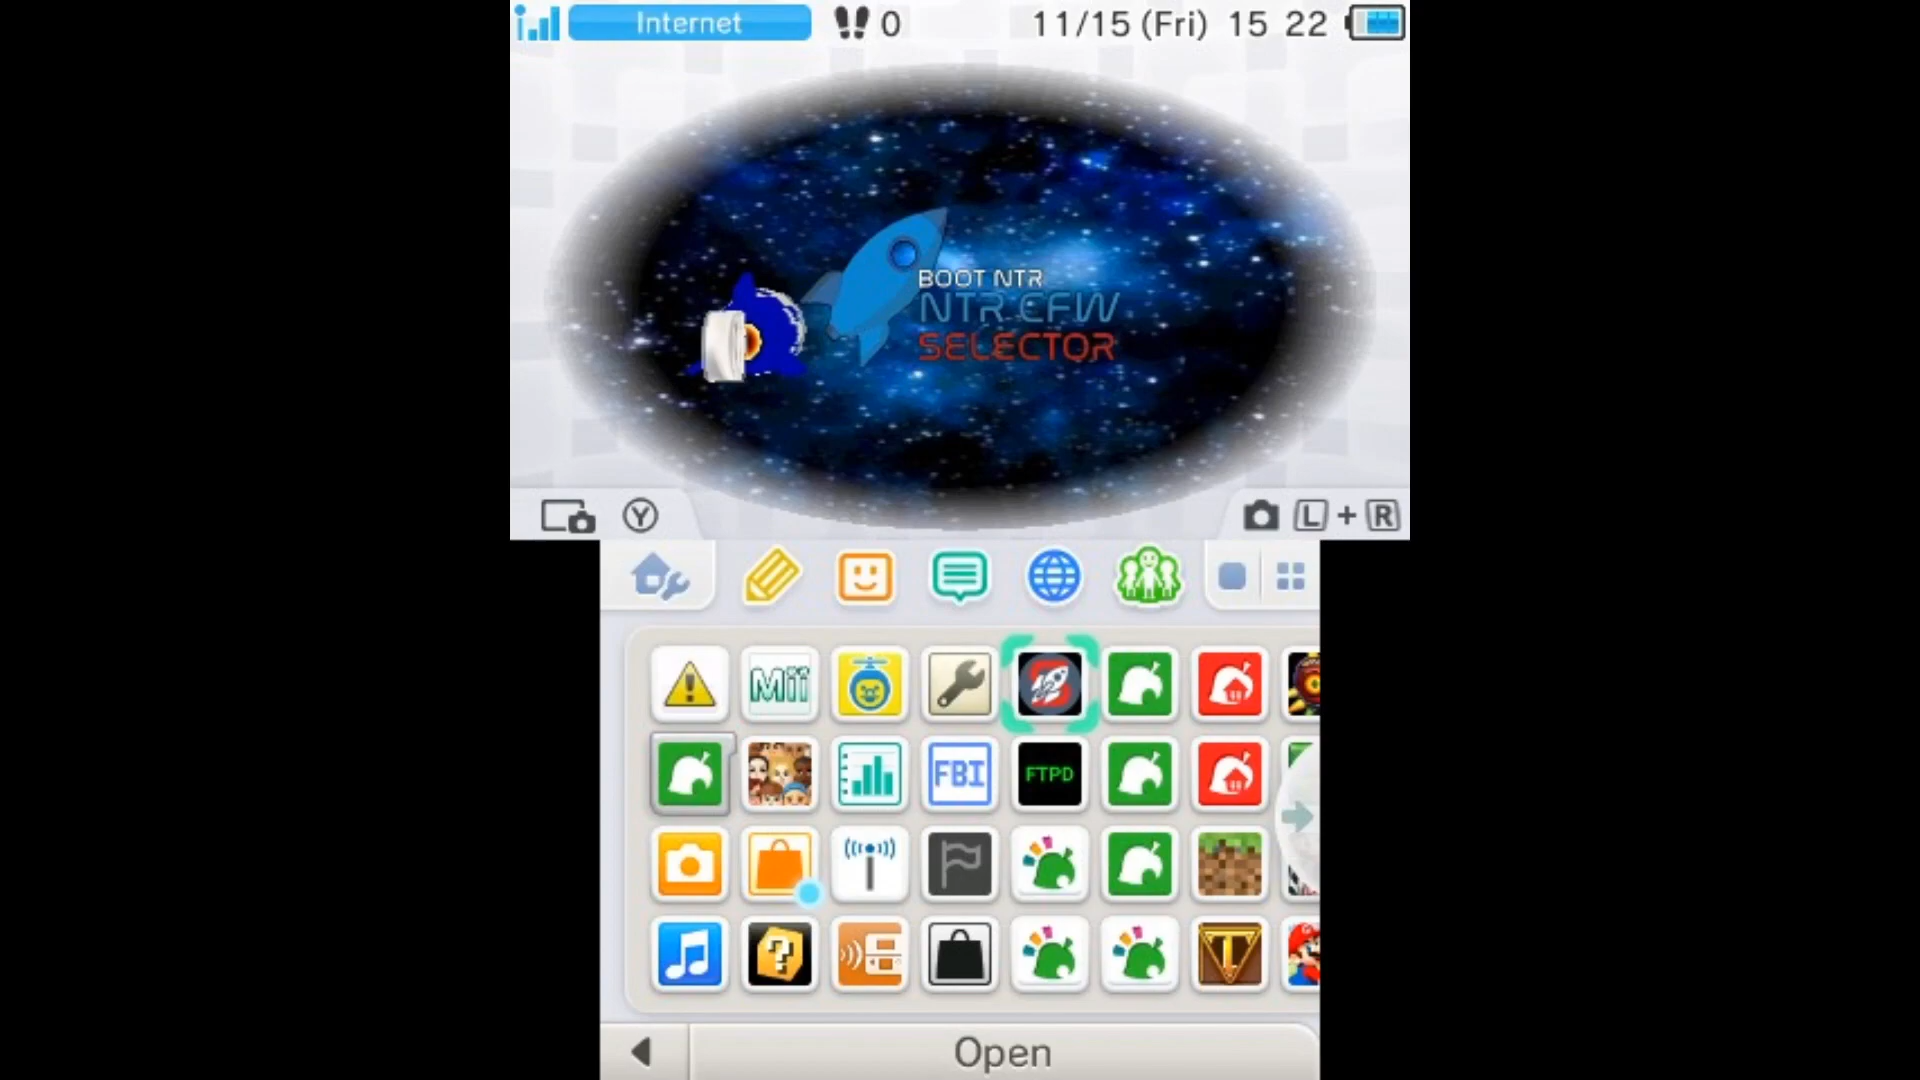 Internet
0
11/15 (Fri) 15 22
BOOT NTR
NTR CFW
SELECTOR
Y
L + R
Mii
FBI
FTPD
?
Open